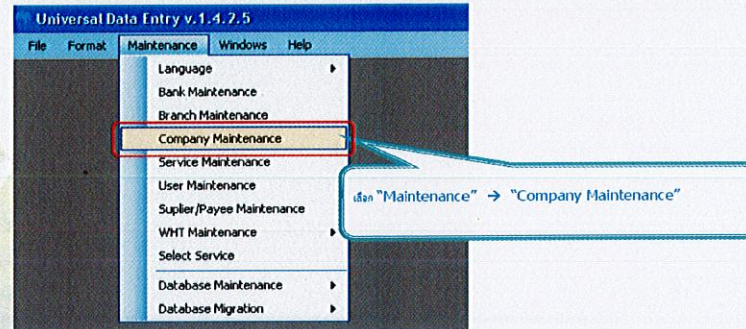 Universal Data Entry v.1.4.2.5
File Format Maintenance Windows Help
Language
Bank Maintenance
Branch Maintenance
Company Maintenance
Service Maintenance
User Maintenance
Suplier/Payee Maintenance
WHT Maintenance
Select Service
Database Maintenance
Database Migration
เลือก "Maintenance" → "Company Maintenance"